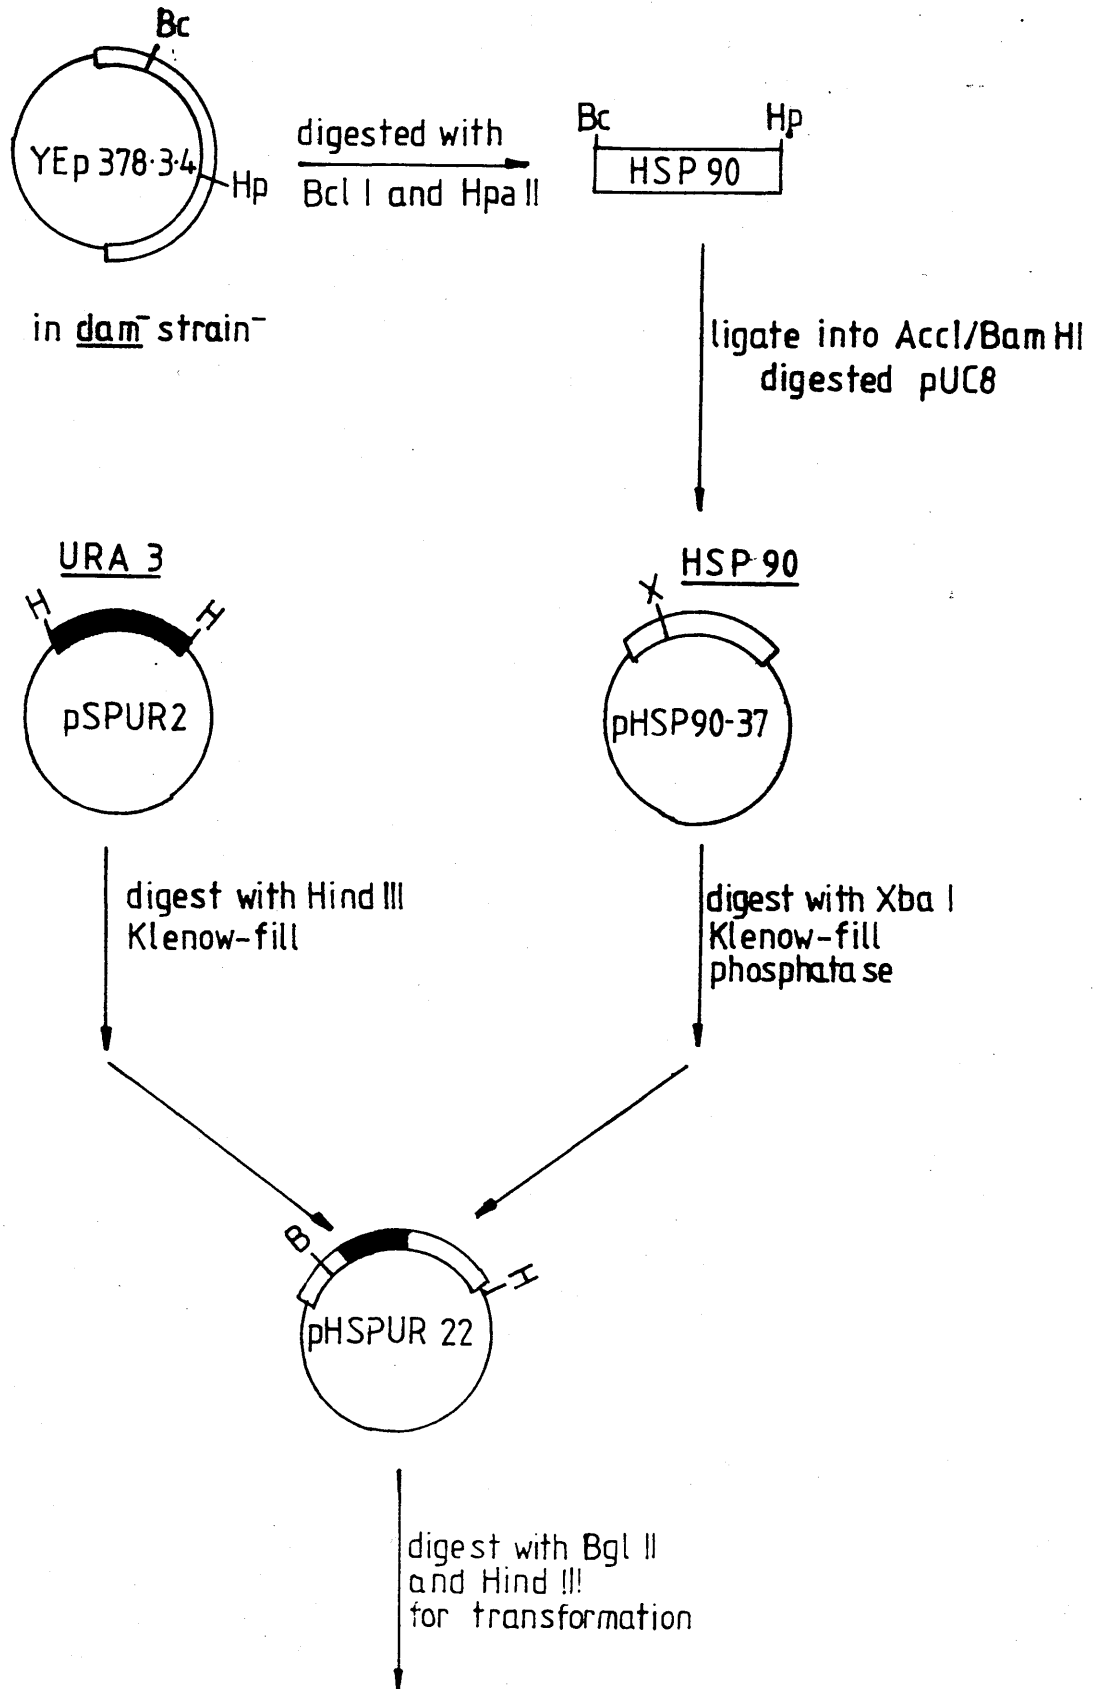 Bc
YEp 378·3·4
Hp
digested with
Bcl I and Hpa II
Bc
Hp
HSP 90
in dam⁻ strain⁻
ligate into AccI/Bam HI
digested pUC8
URA 3
H
H
pSPUR2
HSP 90
X
pHSP90-37
digest with Hind III
Klenow-fill
digest with Xba I
Klenow-fill
phosphatase
B
H
pHSPUR 22
digest with Bgl II
and Hind III
for transformation